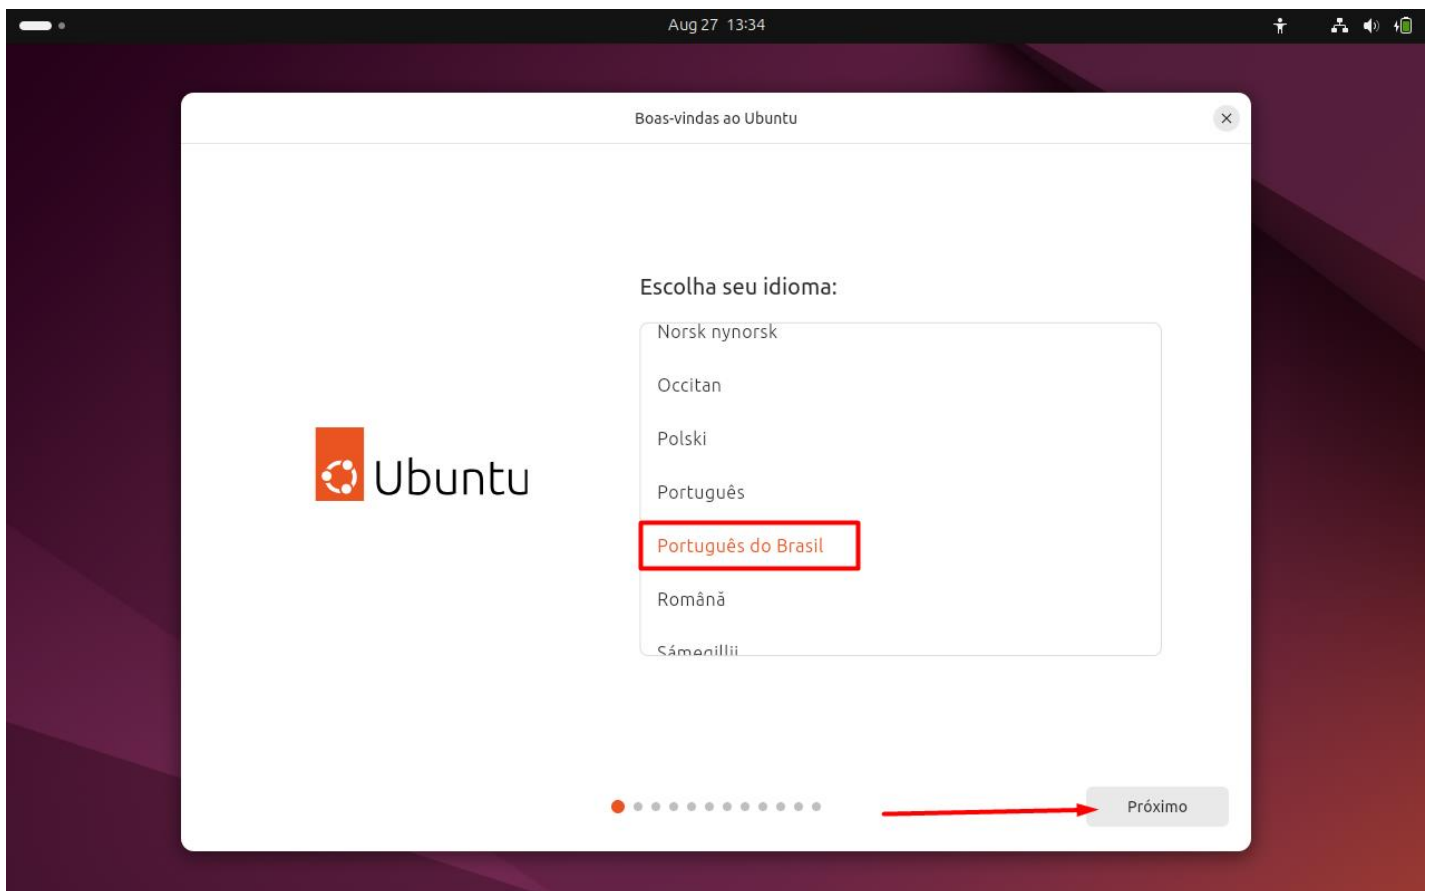 Aug 27 13:34
Boas-vindas ao Ubuntu
Escolha seu idioma:
Norsk nynorsk
Occitan
Polski
Português
Português do Brasil
Română
Sámegillii
Ubuntu
Próximo